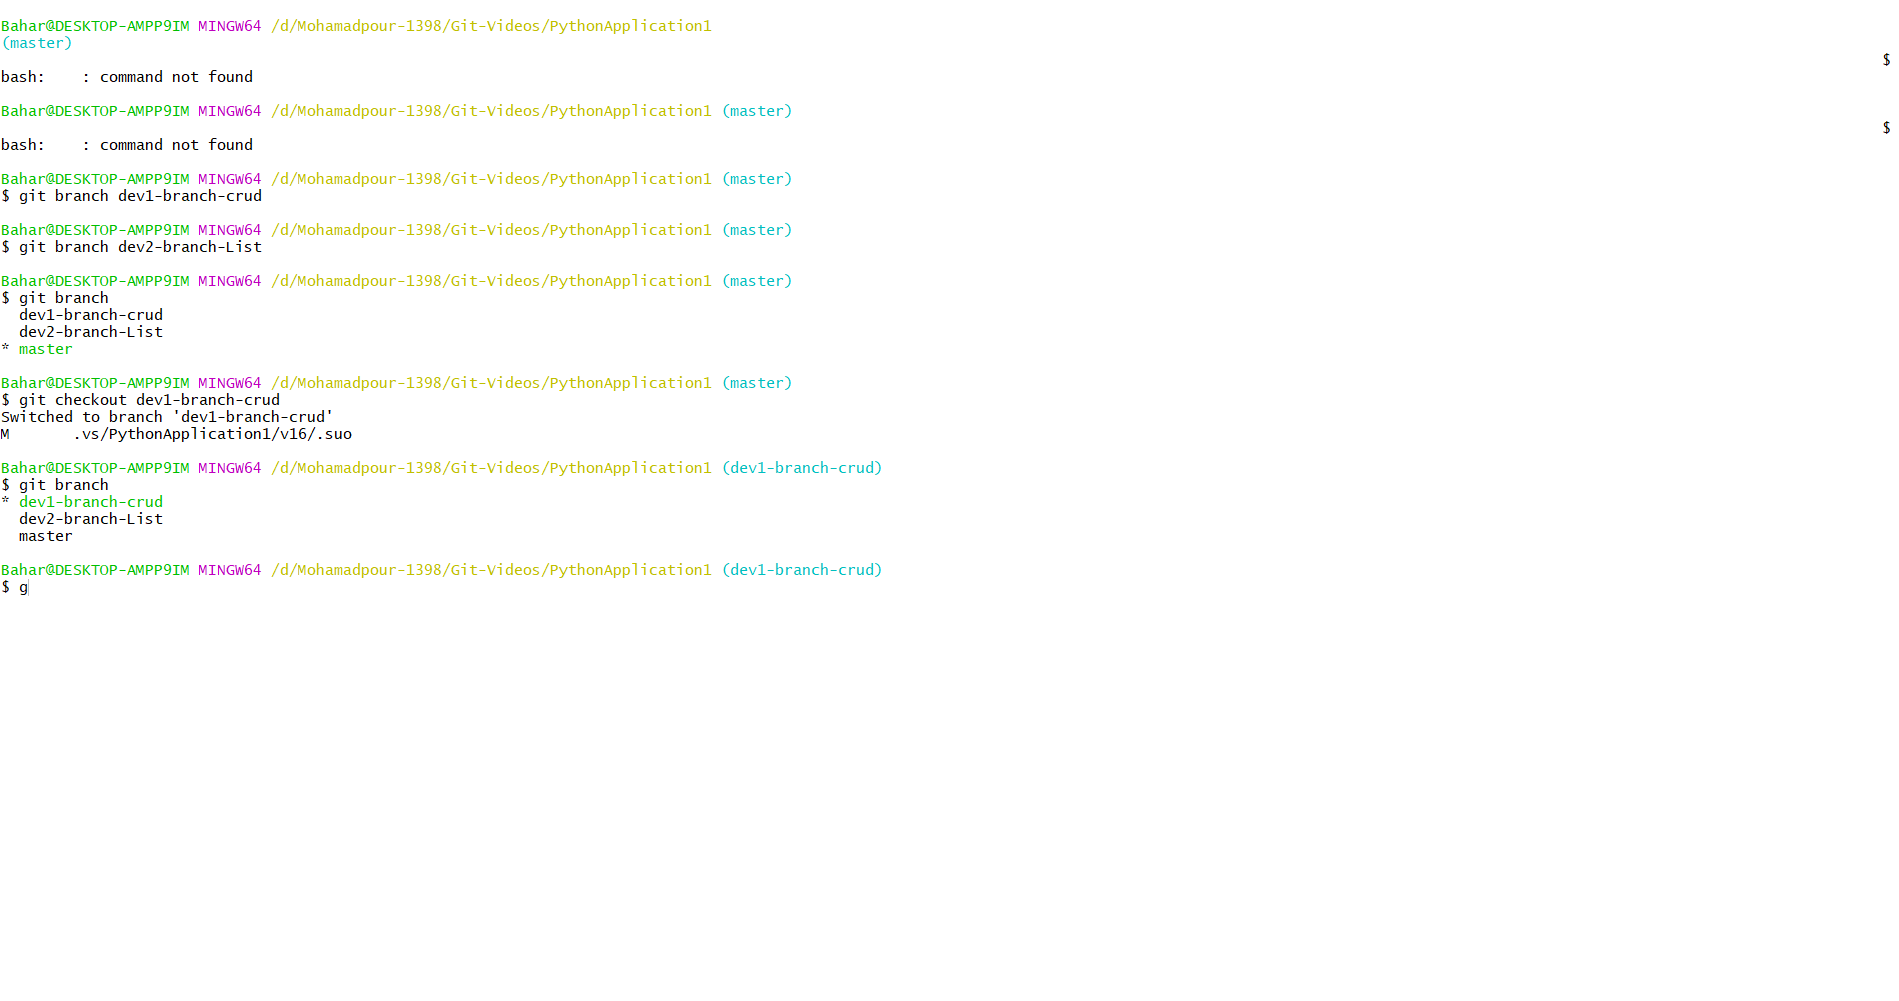 Bahar@DESKTOP-AMPP9IM MINGW64 /d/Mohamadpour-1398/Git-Videos/PythonApplication1
(master)
$
bash:    : command not found
Bahar@DESKTOP-AMPP9IM MINGW64 /d/Mohamadpour-1398/Git-Videos/PythonApplication1 (master)
$
bash:    : command not found
Bahar@DESKTOP-AMPP9IM MINGW64 /d/Mohamadpour-1398/Git-Videos/PythonApplication1 (master)
$ git branch dev1-branch-crud
Bahar@DESKTOP-AMPP9IM MINGW64 /d/Mohamadpour-1398/Git-Videos/PythonApplication1 (master)
$ git branch dev2-branch-List
Bahar@DESKTOP-AMPP9IM MINGW64 /d/Mohamadpour-1398/Git-Videos/PythonApplication1 (master)
$ git branch
  dev1-branch-crud
  dev2-branch-List
* master
Bahar@DESKTOP-AMPP9IM MINGW64 /d/Mohamadpour-1398/Git-Videos/PythonApplication1 (master)
$ git checkout dev1-branch-crud
Switched to branch 'dev1-branch-crud'
M       .vs/PythonApplication1/v16/.suo
Bahar@DESKTOP-AMPP9IM MINGW64 /d/Mohamadpour-1398/Git-Videos/PythonApplication1 (dev1-branch-crud)
$ git branch
* dev1-branch-crud
  dev2-branch-List
  master
Bahar@DESKTOP-AMPP9IM MINGW64 /d/Mohamadpour-1398/Git-Videos/PythonApplication1 (dev1-branch-crud)
$ g